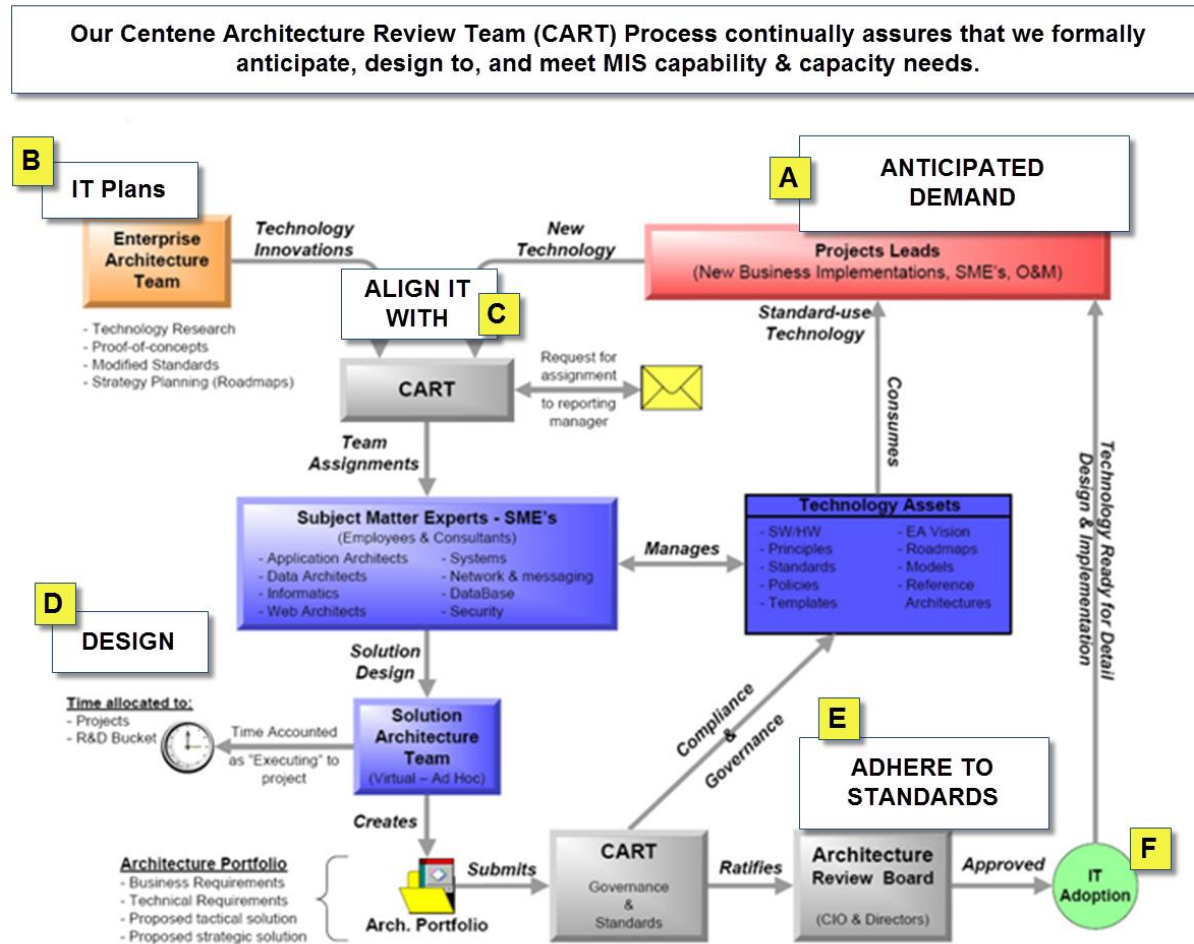 Our Centene Architecture Review Team (CART) Process continually assures that we formally
anticipate, design to, and meet MIS capability & capacity needs.
B
IT Plans
A
ANTICIPATED
DEMAND
Enterprise
Architecture
Team
Technology
Innovations
New
Technology
Projects Leads
(New Business Implementations, SME's, O&M)
ALIGN IT
WITH
C
- Technology Research
- Proof-of-concepts
- Modified Standards
- Strategy Planning (Roadmaps)
CART
Request for
assignment
to reporting
manager
Standard-use
Technology
Consumes
Technology Ready for Detail
Design & Implementation
Team
Assignments
Subject Matter Experts - SME's
(Employees & Consultants)
- Application Architects
- Data Architects
- Informatics
- Web Architects
- Systems
- Network & messaging
- DataBase
- Security
Manages
Technology Assets
- SW/HW
- Principles
- Standards
- Policies
- Templates
- EA Vision
- Roadmaps
- Models
- Reference
Architectures
D
DESIGN
Solution
Design
Time allocated to:
- Projects
- R&D Bucket
Time Accounted
as "Executing" to
project
Solution
Architecture
Team
(Virtual – Ad Hoc)
Compliance
&
Governance
E
ADHERE TO
STANDARDS
Creates
Architecture Portfolio
- Business Requirements
- Technical Requirements
- Proposed tactical solution
- Proposed strategic solution
Arch. Portfolio
Submits
CART
Governance
&
Standards
Ratifies
Architecture
Review Board
(CIO & Directors)
Approved
F
IT
Adoption